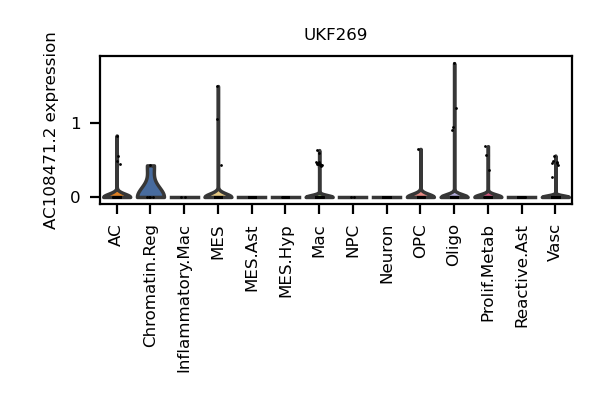 UKF269
AC108471.2 expression
1
0
AC
Chromatin.Reg
Inflammatory.Mac
MES
MES.Ast
MES.Hyp
Mac
NPC
Neuron
OPC
Oligo
Prolif.Metab
Reactive.Ast
Vasc